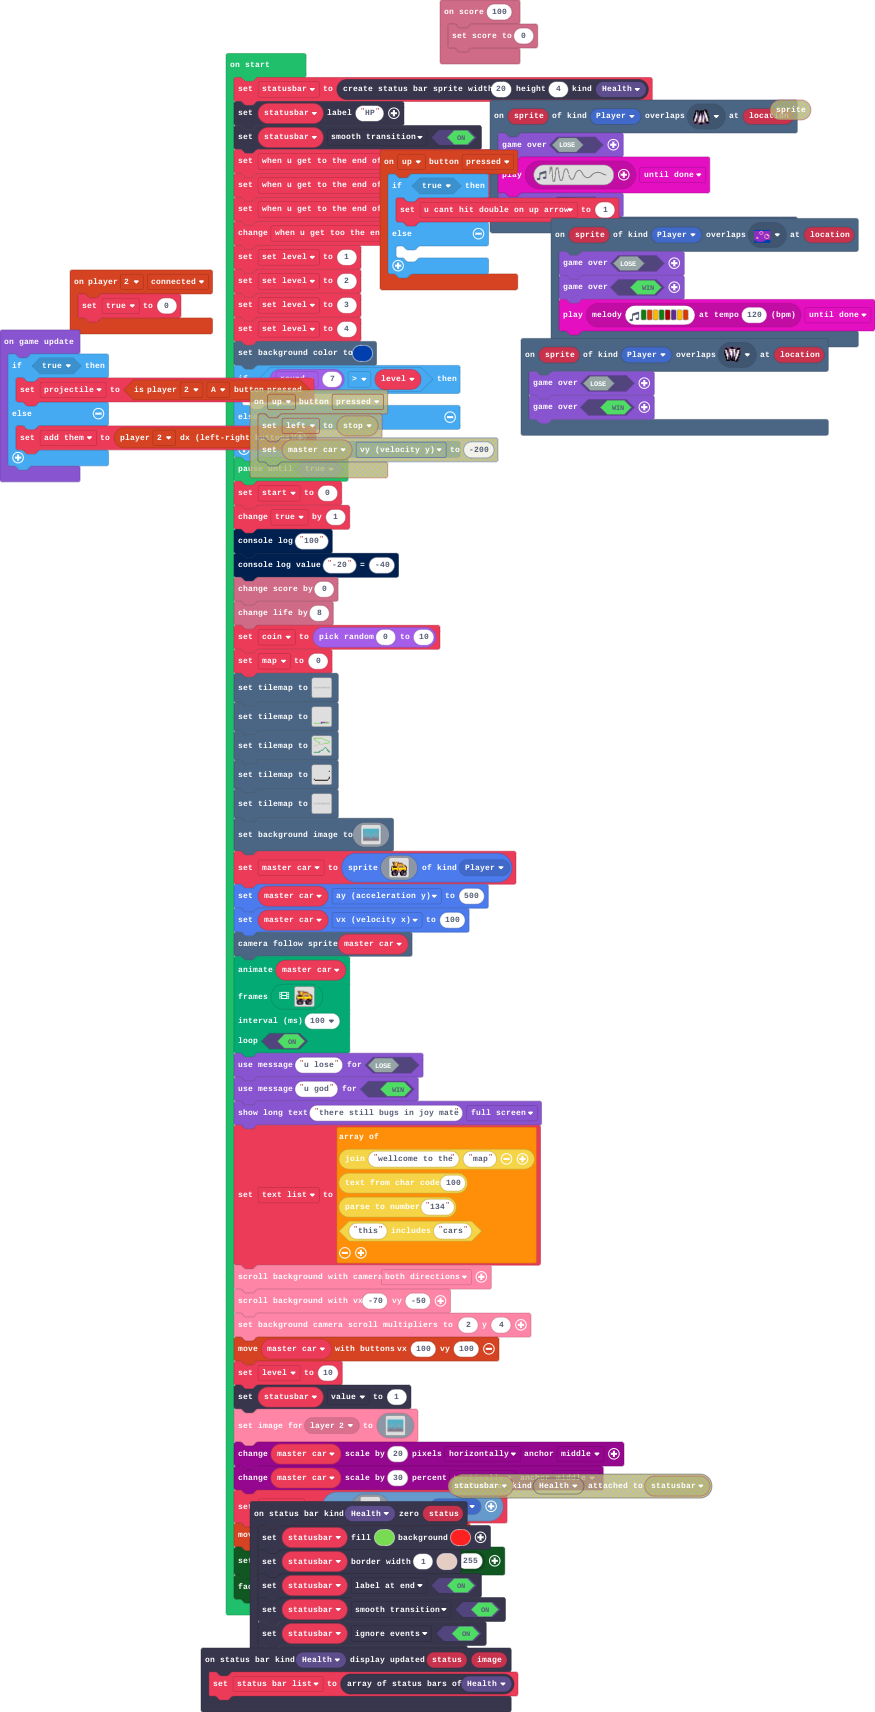 on score 100
set score to 0
on start
set statusbar to create status bar sprite width 20 height 4 kind Health
set statusbar label "HP"
set statusbar smooth transition ON
set when u get to the end of
set when u get to the end of
set when u get to the end of
change when u get too the end
set set level to 1
set set level to 2
set set level to 3
set set level to 4
set background color to
if round 7 > level then
else
pause until true
set start to 0
change true by 1
console log "100"
console log value "-20" = -40
change score by 0
change life by 8
set coin to pick random 0 to 10
set map to 0
set tilemap to
set tilemap to
set tilemap to
set tilemap to
set tilemap to
set background image to
set master car to sprite of kind Player
set master car ay (acceleration y) to 500
set master car vx (velocity x) to 100
camera follow sprite master car
animate master car
frames
interval (ms) 100
loop ON
use message "u lose" for LOSE
use message "u god" for WIN
show long text "there still bugs in joy mate" full screen
set text list to
array of
join "wellcome to the" "map"
text from char code 100
parse to number "134"
"this" includes "cars"
scroll background with camera both directions
scroll background with vx -70 vy -50
set background camera scroll multipliers to 2 y 4
move master car with buttons vx 100 vy 100
set level to 10
set statusbar value to 1
set image for layer 2 to
change master car scale by 20 pixels horizontally anchor middle
change master car scale by 30 percent anchor middle
set
mov
set
fac
on sprite of kind Player overlaps at location
sprite
game over LOSE
play until done
on up button pressed
if true then
set u cant hit double on up arrow to 1
else
on sprite of kind Player overlaps at location
game over LOSE
game over WIN
play melody at tempo 120 (bpm) until done
on sprite of kind Player overlaps at location
game over LOSE
game over WIN
on player 2 connected
set true to 0
on game update
if true then
set projectile to is player 2 A button pressed
else
set add them to player 2 dx (left-right
on up button pressed
set left to stop
set master car vy (velocity y) to -200
statusbar kind Health attached to statusbar
on status bar kind Health zero status
set statusbar fill background
set statusbar border width 1 255
set statusbar label at end ON
set statusbar smooth transition ON
set statusbar ignore events ON
on status bar kind Health display updated status image
set status bar list to array of status bars of Health